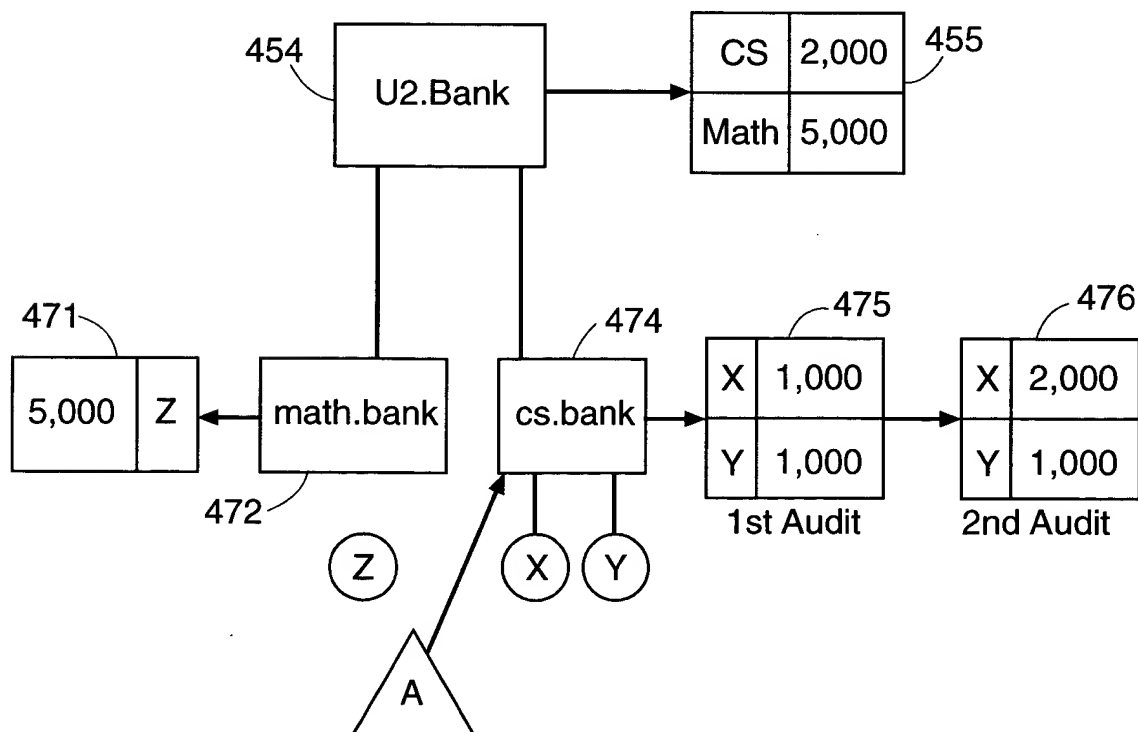 454
U2.Bank
CS 2,000
Math 5,000
455
471
5,000 Z
math.bank
472
474
cs.bank
475
X 1,000
Y 1,000
1st Audit
476
X 2,000
Y 1,000
2nd Audit
Z
X
Y
A